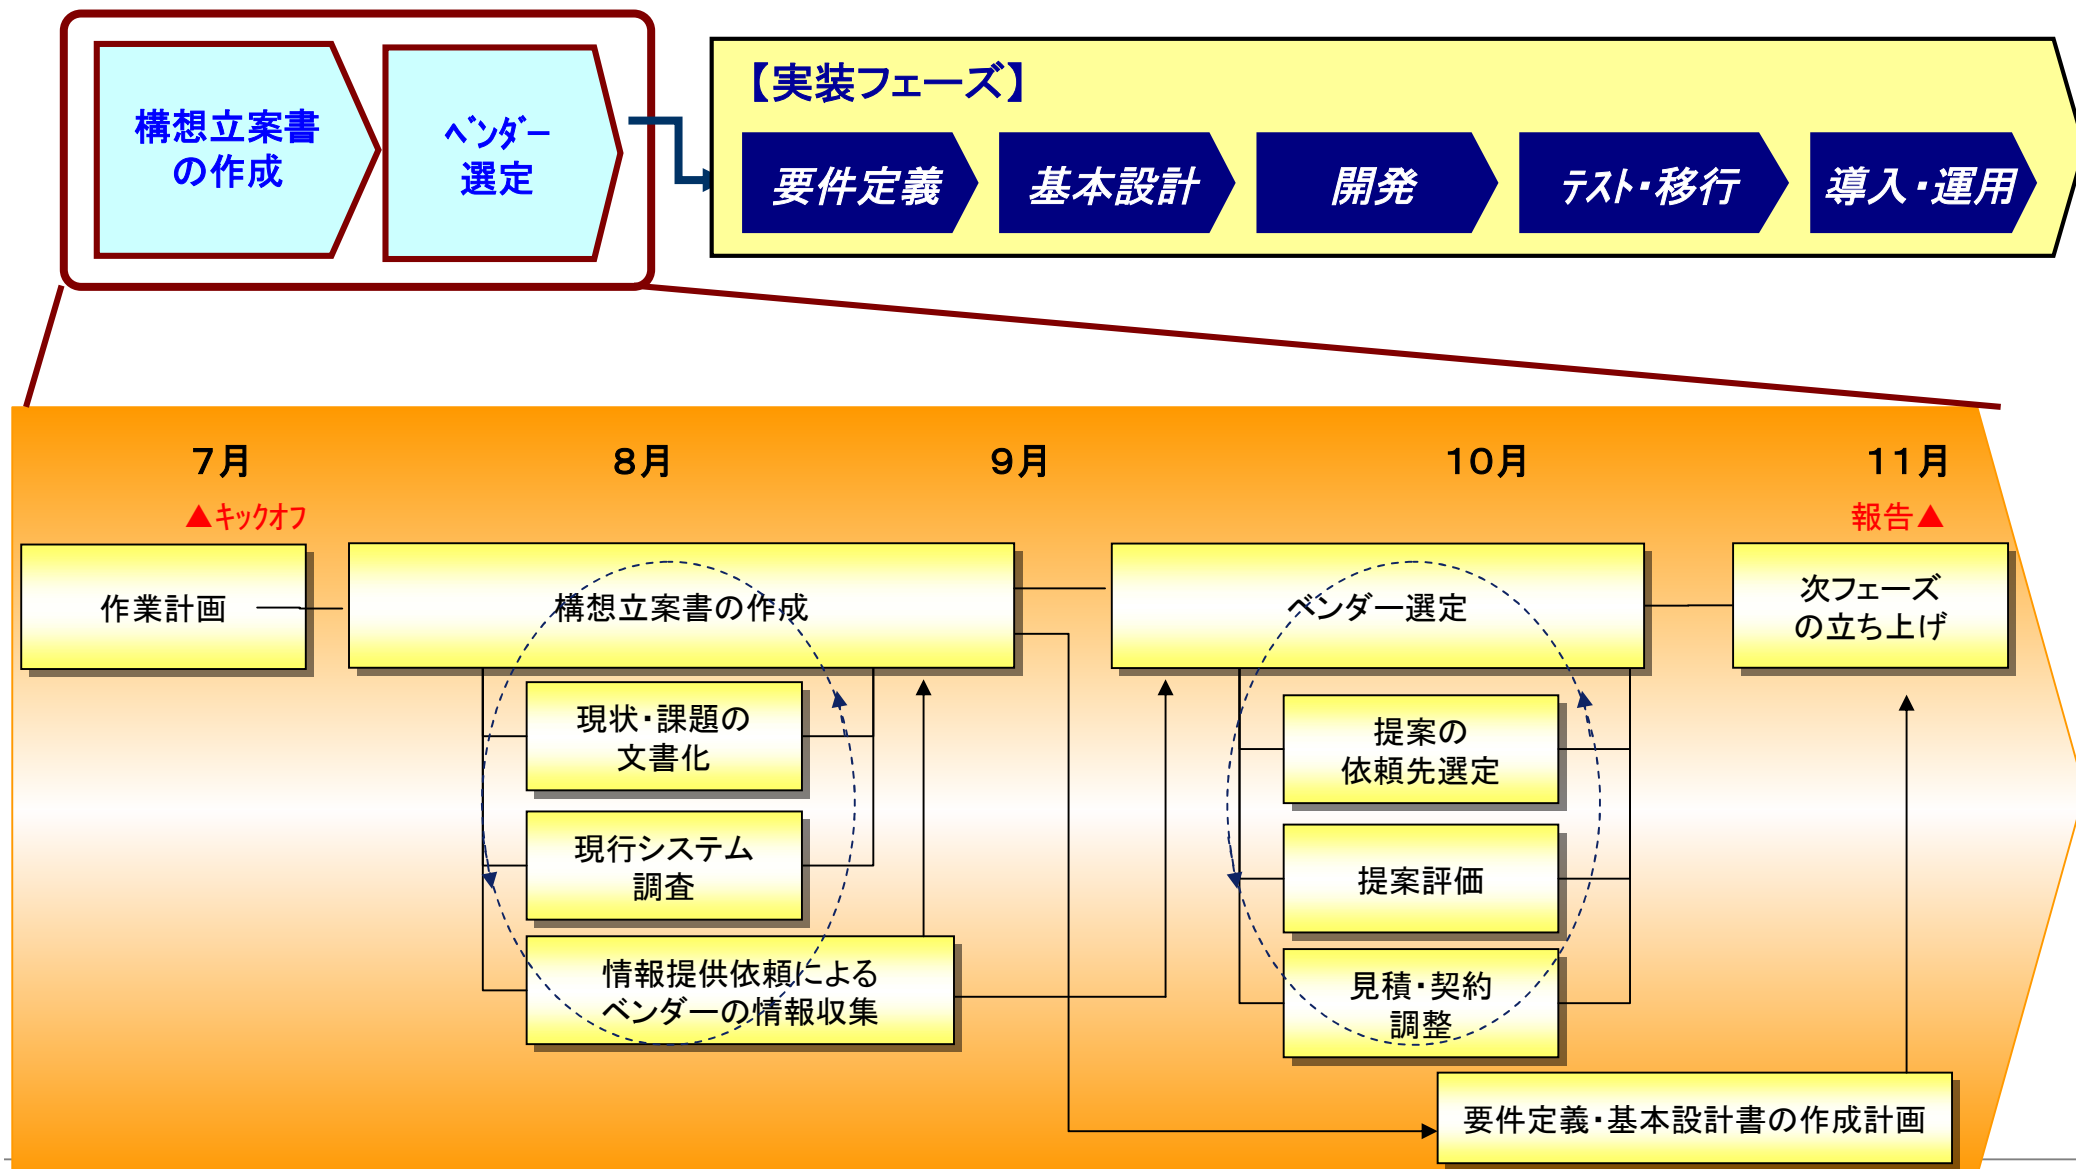 構想立案書
の作成
ﾍﾞﾝﾀﾞｰ
選定
【実装フェーズ】
要件定義
基本設計
開発
ﾃｽﾄ・移行
導入・運用
７月
８月
９月
１０月
１１月
▲ｷｯｸｵﾌ
報告▲
作業計画
構想立案書の作成
ベンダー選定
次フェーズ
の立ち上げ
現状・課題の
文書化
現行システム
調査
情報提供依頼による
ベンダーの情報収集
提案の
依頼先選定
提案評価
見積・契約
調整
要件定義・基本設計書の作成計画